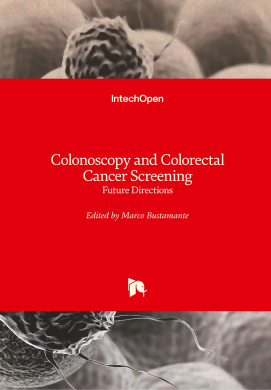 IntechOpen
Colonoscopy and Colorectal
Cancer Screening
Future Directions
Edited by Marco Bustamante